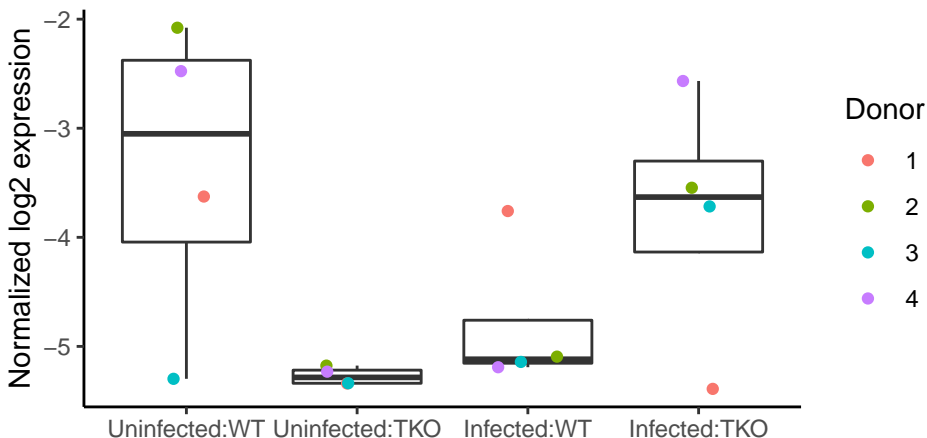 Normalized log2 expression
−2
−3
−4
−5
Uninfected:WT Uninfected:TKO Infected:WT Infected:TKO
Donor
1
2
3
4